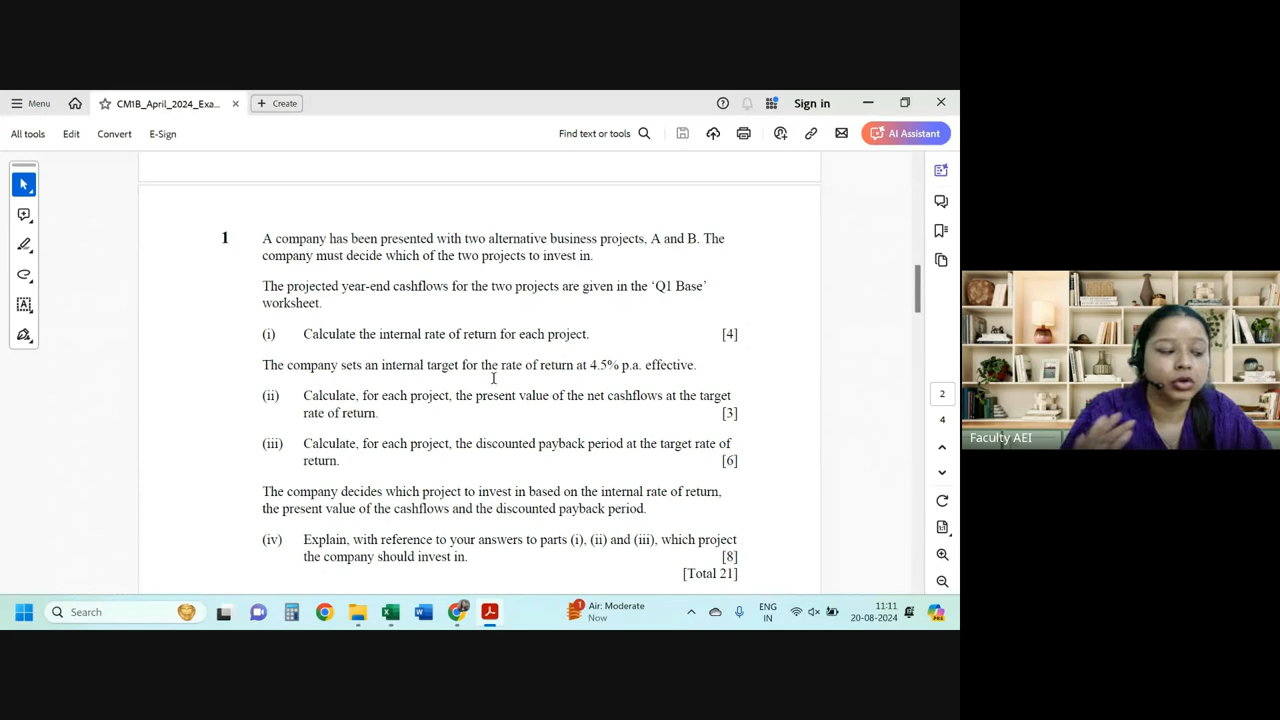 Menu
CM1B_April_2024_Exa...
Create
Sign in
All tools
Edit
Convert
E-Sign
Find text or tools
AI Assistant
1 A company has been presented with two alternative business projects, A and B. The
company must decide which of the two projects to invest in.
The projected year-end cashflows for the two projects are given in the ‘Q1 Base’
worksheet.
(i) Calculate the internal rate of return for each project. [4]
The company sets an internal target for the rate of return at 4.5% p.a. effective.
(ii) Calculate, for each project, the present value of the net cashflows at the target
rate of return. [3]
(iii) Calculate, for each project, the discounted payback period at the target rate of
return. [6]
The company decides which project to invest in based on the internal rate of return,
the present value of the cashflows and the discounted payback period.
(iv) Explain, with reference to your answers to parts (i), (ii) and (iii), which project
the company should invest in. [8]
[Total 21]
2
4
Faculty AEI
Search
1
Air: Moderate
Now
ENG
IN
11:11
20-08-2024